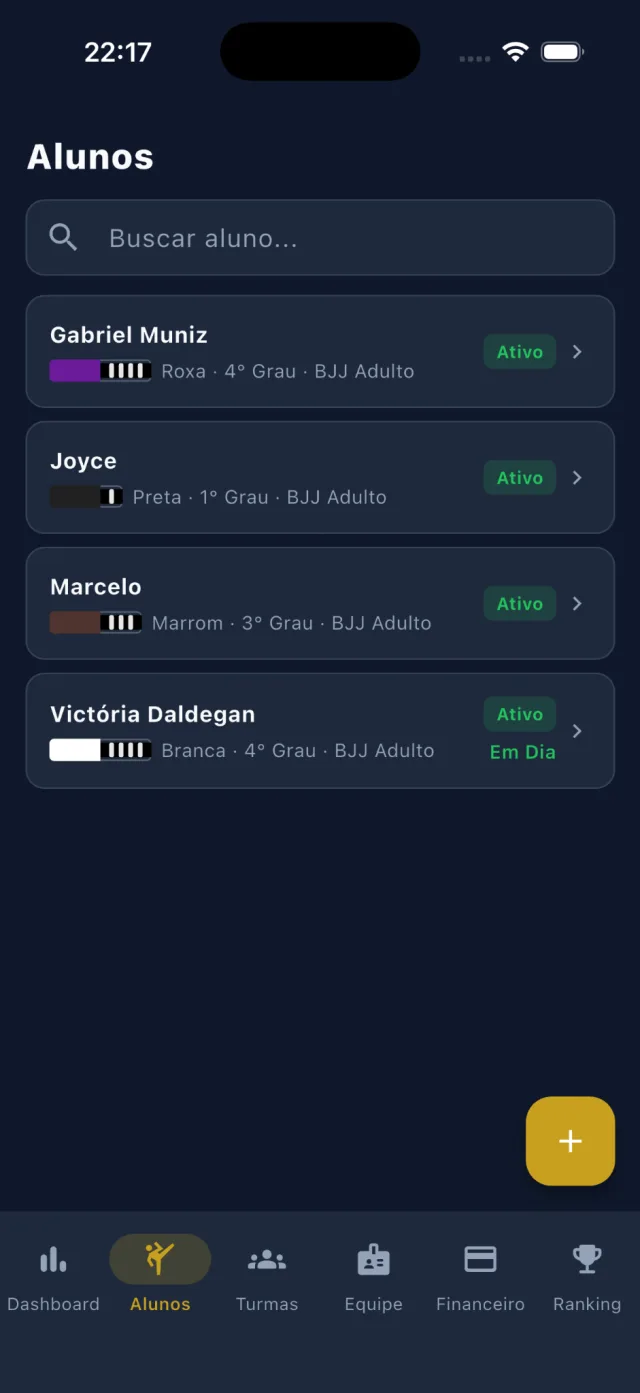 22:17
Alunos
Buscar aluno...
Gabriel Muniz
Roxa · 4° Grau · BJJ Adulto
Ativo
Joyce
Preta · 1° Grau · BJJ Adulto
Ativo
Marcelo
Marrom · 3° Grau · BJJ Adulto
Ativo
Victória Daldegan
Branca · 4° Grau · BJJ Adulto
Ativo
Em Dia
Dashboard Alunos Turmas Equipe Financeiro Ranking